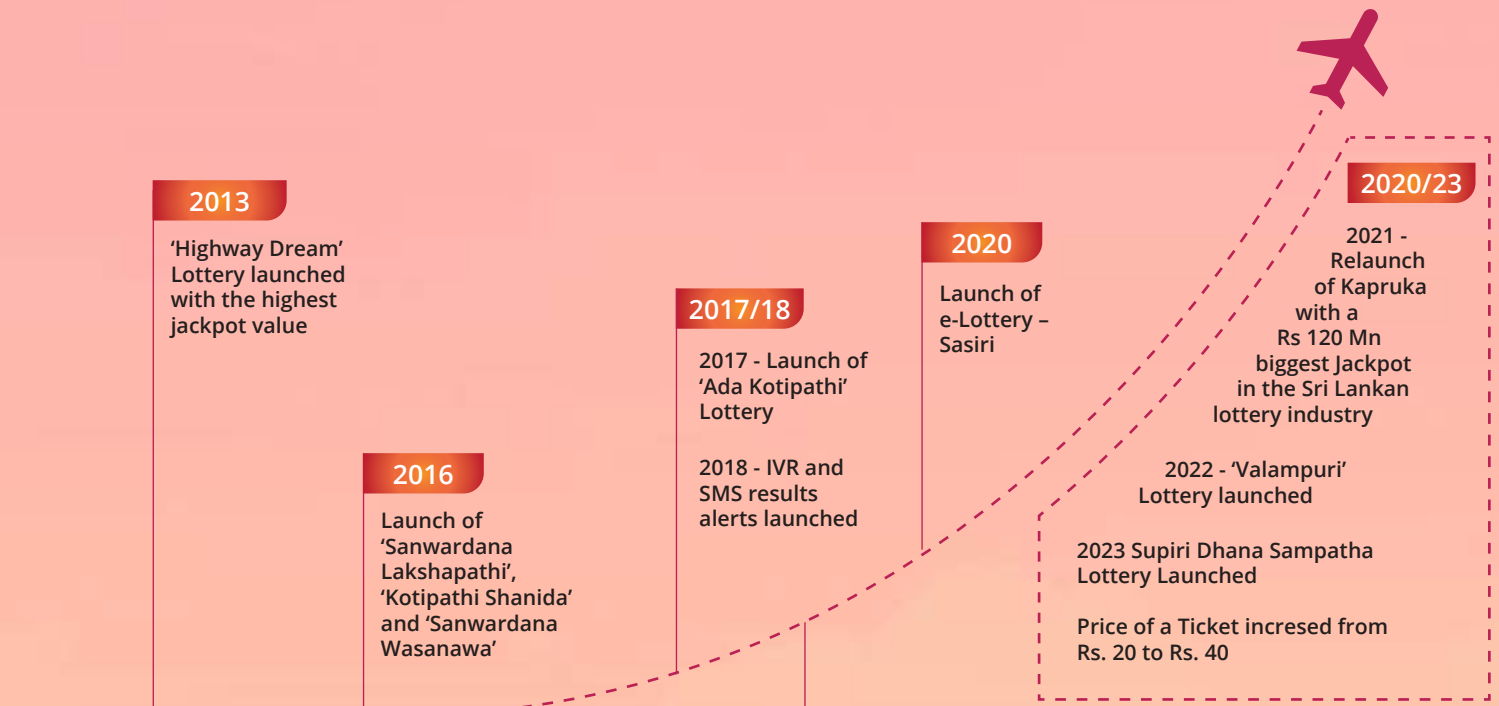 2013
‘Highway Dream’
Lottery launched
with the highest
jackpot value
2016
Launch of
‘Sanwardana
Lakshapathi’,
‘Kotipathi Shanida’
and ‘Sanwardana
Wasanawa’
2017/18
2017 - Launch of
‘Ada Kotipathi’
Lottery
2018 - IVR and
SMS results
alerts launched
2020
Launch of
e-Lottery –
Sasiri
2020/23
2021 -
Relaunch
of Kapruka
with a
Rs 120 Mn
biggest Jackpot
in the Sri Lankan
lottery industry
2022 - ‘Valampuri’
Lottery launched
2023 Supiri Dhana Sampatha
Lottery Launched
Price of a Ticket incresed from
Rs. 20 to Rs. 40